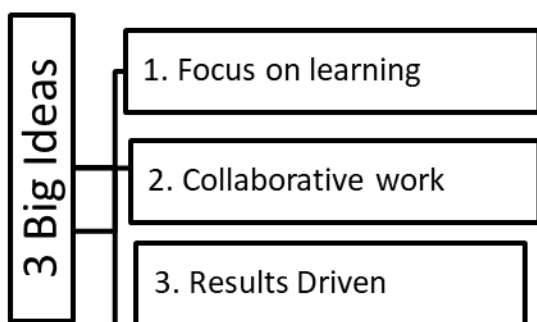 3 Big Ideas
1. Focus on learning
2. Collaborative work
3. Results Driven